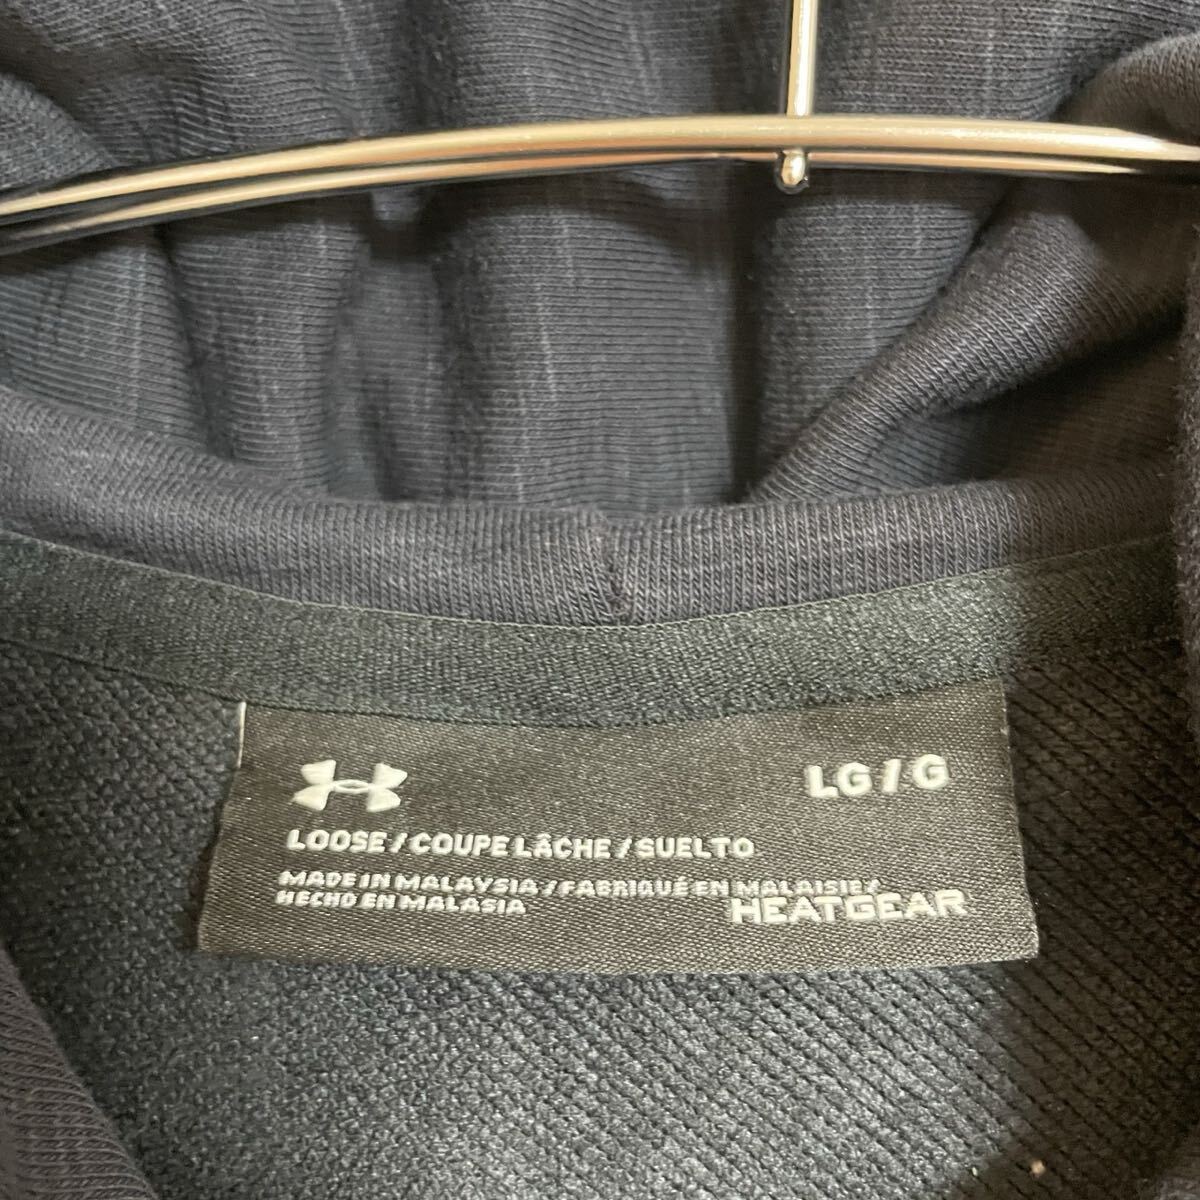 LG / G
LOOSE / COUPE LÂCHE / SUELTO
MADE IN MALAYSIA / FABRIQUÉ EN MALAISIE /
HECHO EN MALASIA
HEATGEAR